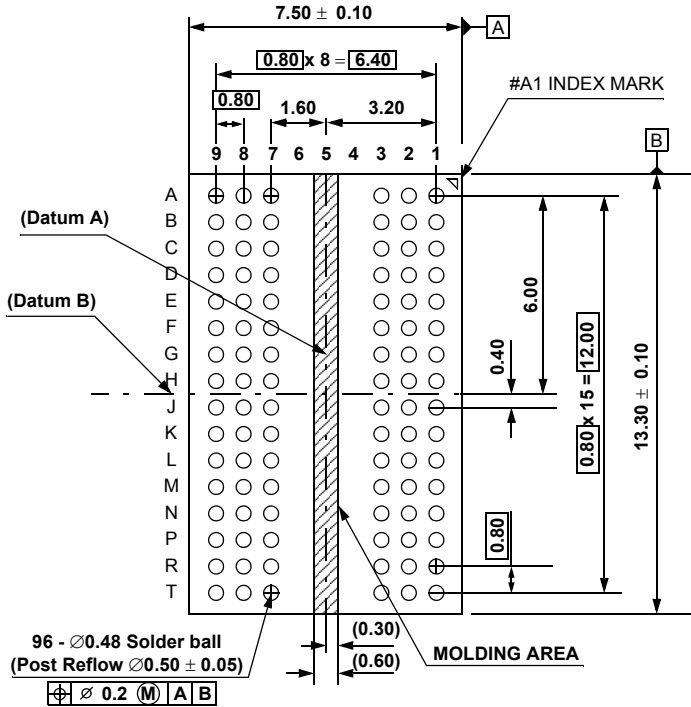 7.50 ± 0.10
A
0.80 x 8 = 6.40
#A1 INDEX MARK
0.80
1.60
3.20
B
9 8 7 6 5 4 3 2 1
A
(Datum A)
B
C
D
E
(Datum B)
F
G
H
J
K
L
M
N
P
R
T
6.00
0.40
0.80 x 15 = 12.00
13.30 ± 0.10
0.80
96 - ∅0.48 Solder ball
(Post Reflow ∅0.50 ± 0.05)
⌖ ∅ 0.2 Ⓜ A B
(0.30)
(0.60)
MOLDING AREA